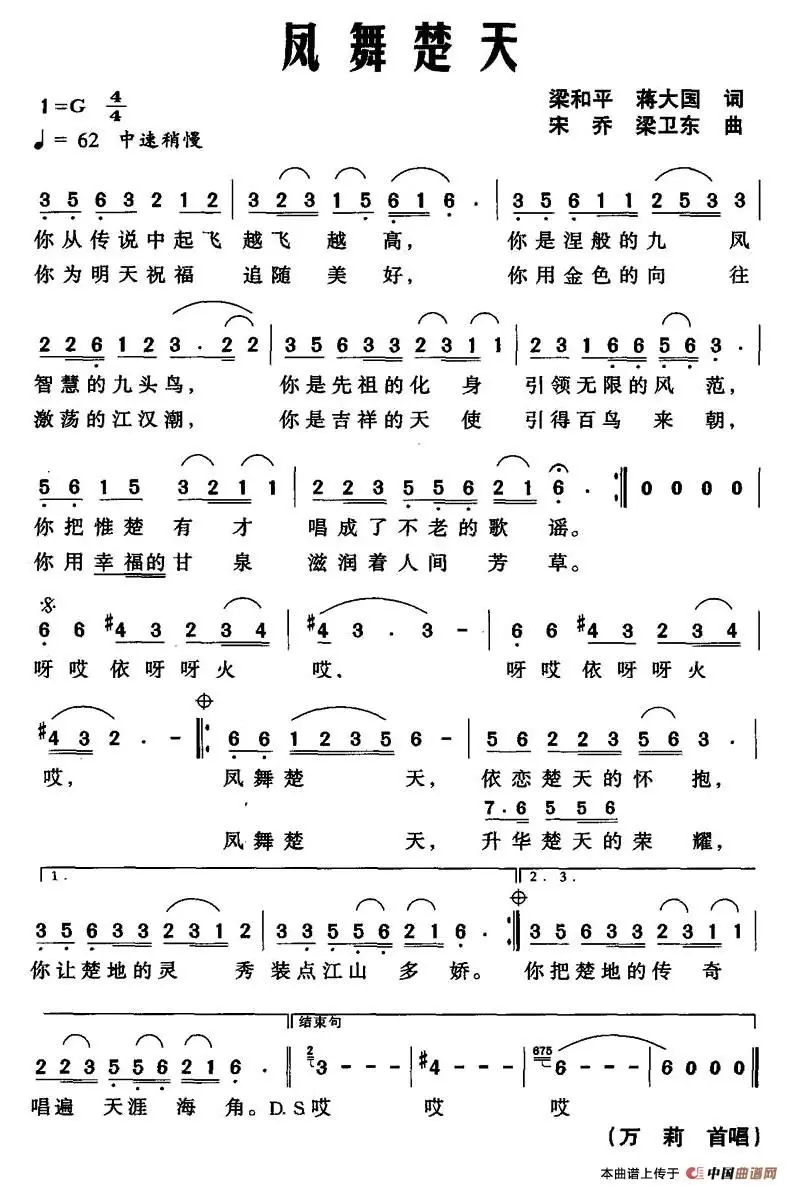 凤舞楚天
1=G 4/4
梁和平 蒋大国 词
♩= 62 中速稍慢
宋 乔 梁卫东 曲
3 5 6 3 2 1 2 | 3 2 3 1 5 6 1 6 · | 3 5 6 1 1 2 5 3 3 |
你从传说中起飞 越飞 越 高, 你是涅般的九 凤
你为明天祝福 追随 美 好, 你用金色的向 往
2 2 6 1 2 3 · 2 2 | 3 5 6 3 3 2 3 1 1 | 2 3 1 6 6 5 6 3 · |
智慧的九头鸟, 你是先祖的化 身 引领无限的风 范,
激荡的江汉潮, 你是吉祥的天 使 引得百鸟 来 朝,
5 6 1 5 3 2 1 1 | 2 2 3 5 5 6 2 1 6 · :‖ 0 0 0 0 |
你把惟楚 有 才 唱成了不老的歌 谣。
你用幸福的甘 泉 滋润着人间 芳 草。
6 6 #4 3 2 3 4 | #4 3 · 3 - | 6 6 #4 3 2 3 4 |
呀哎依呀呀火 哎, 呀哎依呀呀火
#4 3 2 · - ‖: 6 6 1 2 3 5 6 - | 5 6 2 2 3 5 6 3 · |
哎, 凤舞楚 天, 依恋楚天的怀 抱,
7 · 6 5 5 6
凤舞楚 天, 升华楚天的荣 耀,
1. 2. 3.
3 5 6 3 3 2 3 1 2 | 3 3 5 5 6 2 1 6 · :‖ 3 5 6 3 3 2 3 1 1 |
你让楚地的灵 秀 装点江山 多 娇。 你把楚地的传 奇
结束句
2 2 3 5 5 6 2 1 6 · ‖ 2 3 - - | #4 - - | 675 6 - - | 6 0 0 0 ‖
唱遍 天涯 海 角。D.S. 哎 哎 哎
(万 莉 首唱)
本曲谱上传于 中国曲谱网